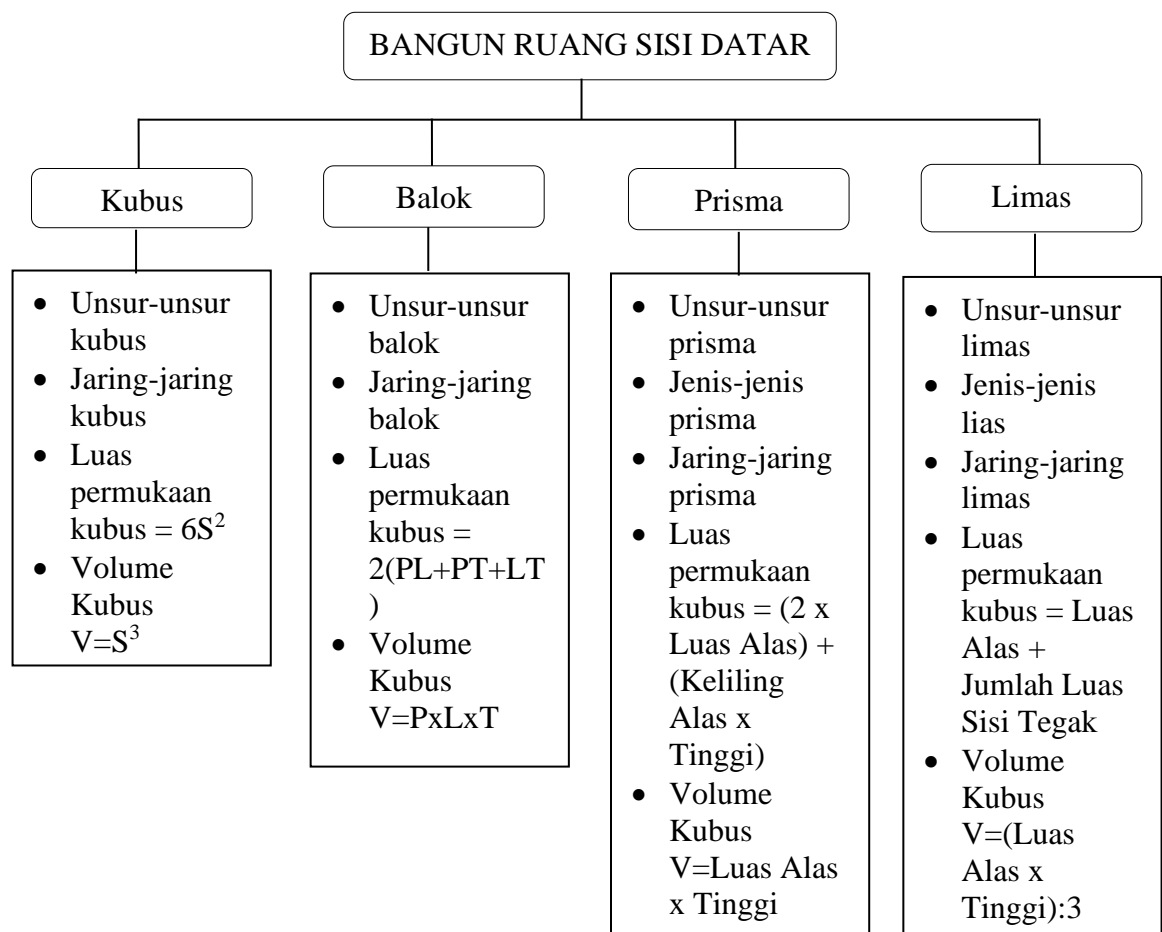 BANGUN RUANG SISI DATAR
Kubus
Balok
Prisma
Limas
• Unsur-unsur
kubus
• Jaring-jaring
kubus
• Luas
permukaan
kubus = 6S²
• Volume
Kubus
V=S³
• Unsur-unsur
balok
• Jaring-jaring
balok
• Luas
permukaan
kubus =
2(PL+PT+LT
)
• Volume
Kubus
V=PxLxT
• Unsur-unsur
prisma
• Jenis-jenis
prisma
• Jaring-jaring
prisma
• Luas
permukaan
kubus = (2 x
Luas Alas) +
(Keliling
Alas x
Tinggi)
• Volume
Kubus
V=Luas Alas
x Tinggi
• Unsur-unsur
limas
• Jenis-jenis
lias
• Jaring-jaring
limas
• Luas
permukaan
kubus = Luas
Alas +
Jumlah Luas
Sisi Tegak
• Volume
Kubus
V=(Luas
Alas x
Tinggi):3